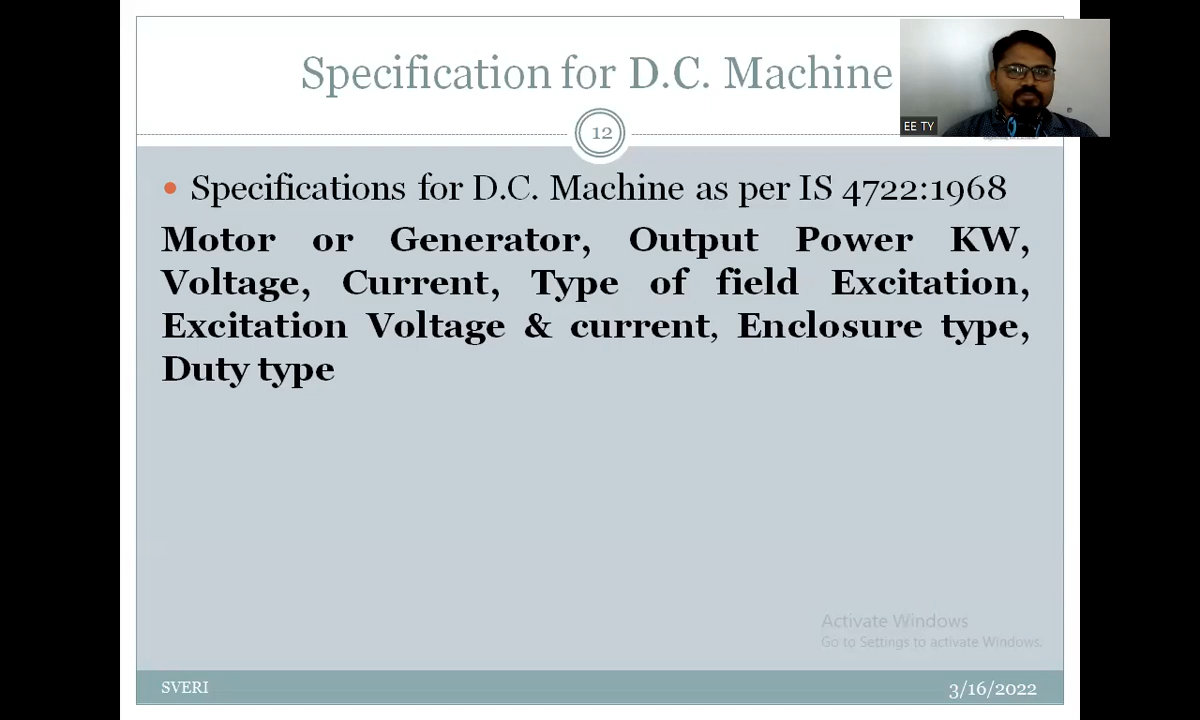 Specification for D.C. Machine
EE TY
12
• Specifications for D.C. Machine as per IS 4722:1968
Motor or Generator, Output Power KW,
Voltage, Current, Type of field Excitation,
Excitation Voltage & current, Enclosure type,
Duty type
Activate Windows
Go to Settings to activate Windows.
SVERI
3/16/2022